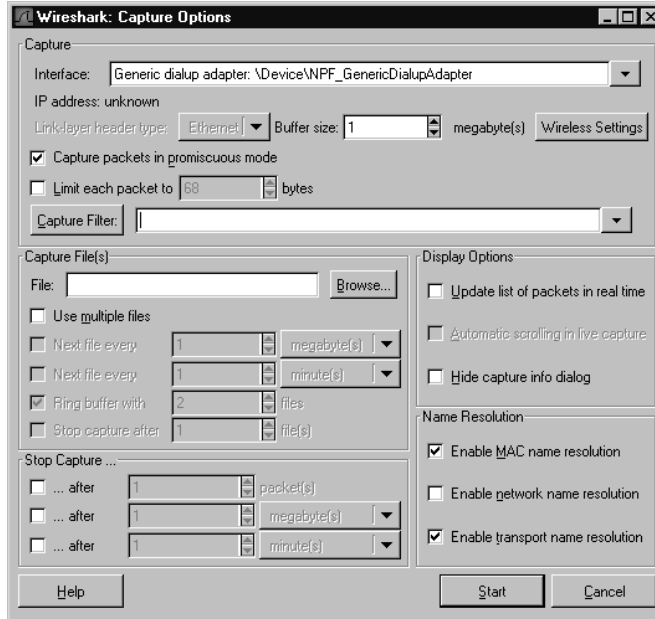 Wireshark: Capture Options
Capture
Interface: Generic dialup adapter: \Device\NPF_GenericDialupAdapter
IP address: unknown
Link-layer header type: Ethernet Buffer size: 1 megabyte(s) Wireless Settings
Capture packets in promiscuous mode
Limit each packet to 68 bytes
Capture Filter:
Capture File(s)
File: Browse...
Use multiple files
Next file every 1 megabyte(s)
Next file every 1 minute(s)
Ring buffer with 2 files
Stop capture after 1 file(s)
Stop Capture ...
... after 1 packet(s)
... after 1 megabyte(s)
... after 1 minute(s)
Display Options
Update list of packets in real time
Automatic scrolling in live capture
Hide capture info dialog
Name Resolution
Enable MAC name resolution
Enable network name resolution
Enable transport name resolution
Help Start Cancel